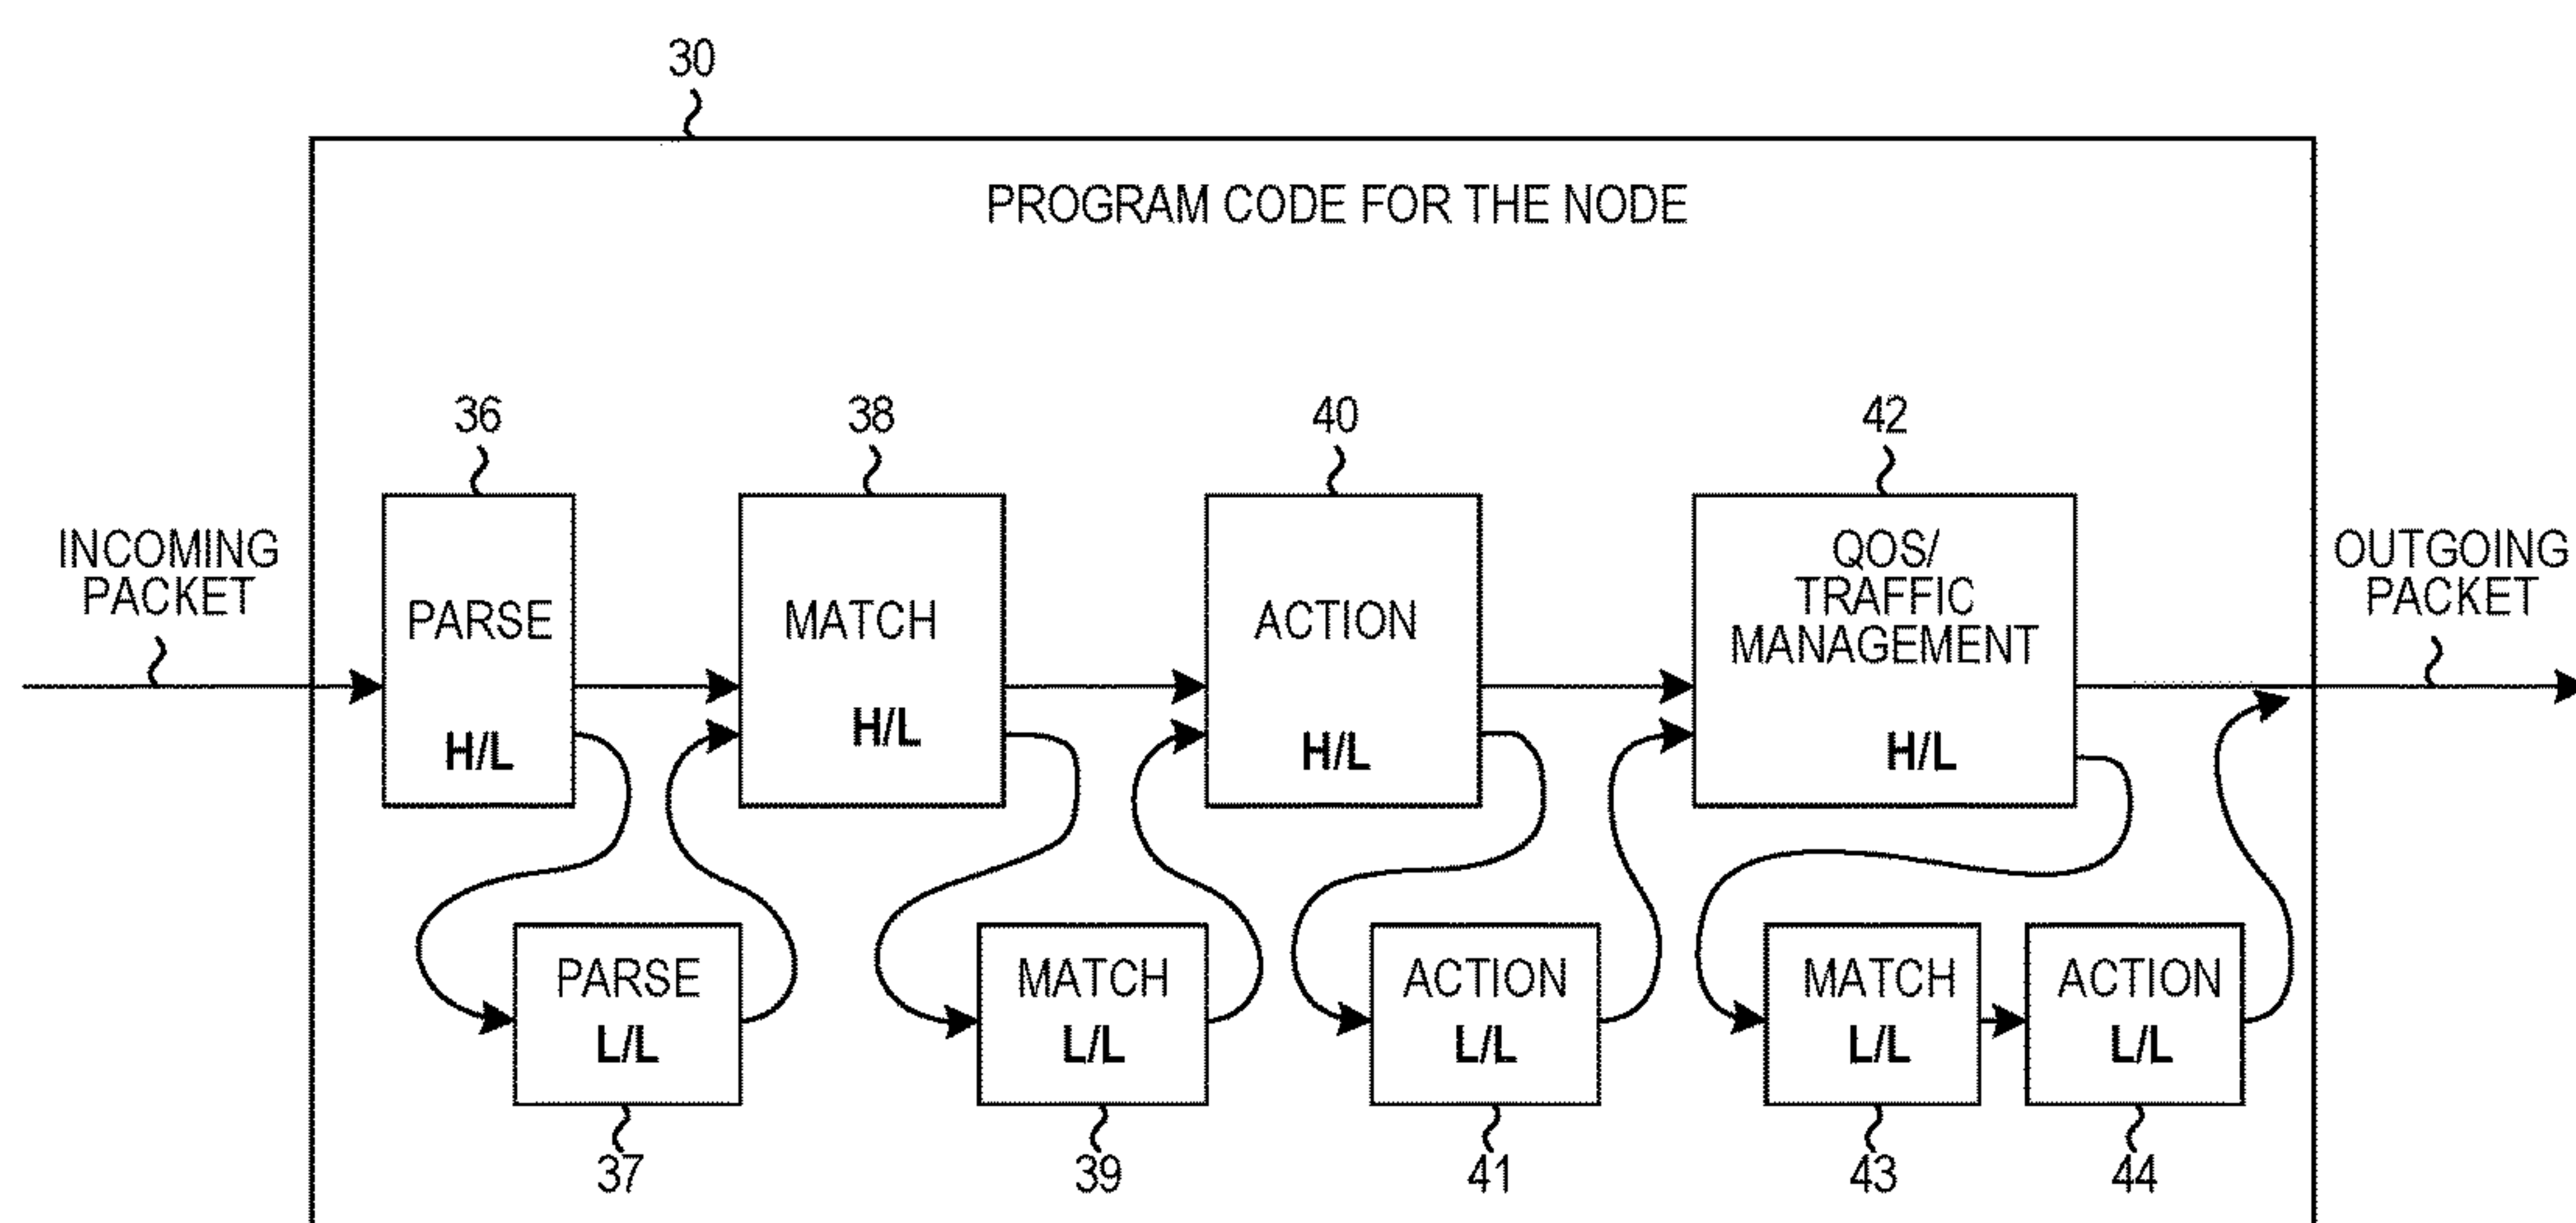 30
PROGRAM CODE FOR THE NODE
36
38
40
42
INCOMING
PACKET
PARSE
H/L
MATCH
H/L
ACTION
H/L
QOS/
TRAFFIC
MANAGEMENT
H/L
OUTGOING
PACKET
PARSE
L/L
MATCH
L/L
ACTION
L/L
MATCH
L/L
ACTION
L/L
37
39
41
43
44